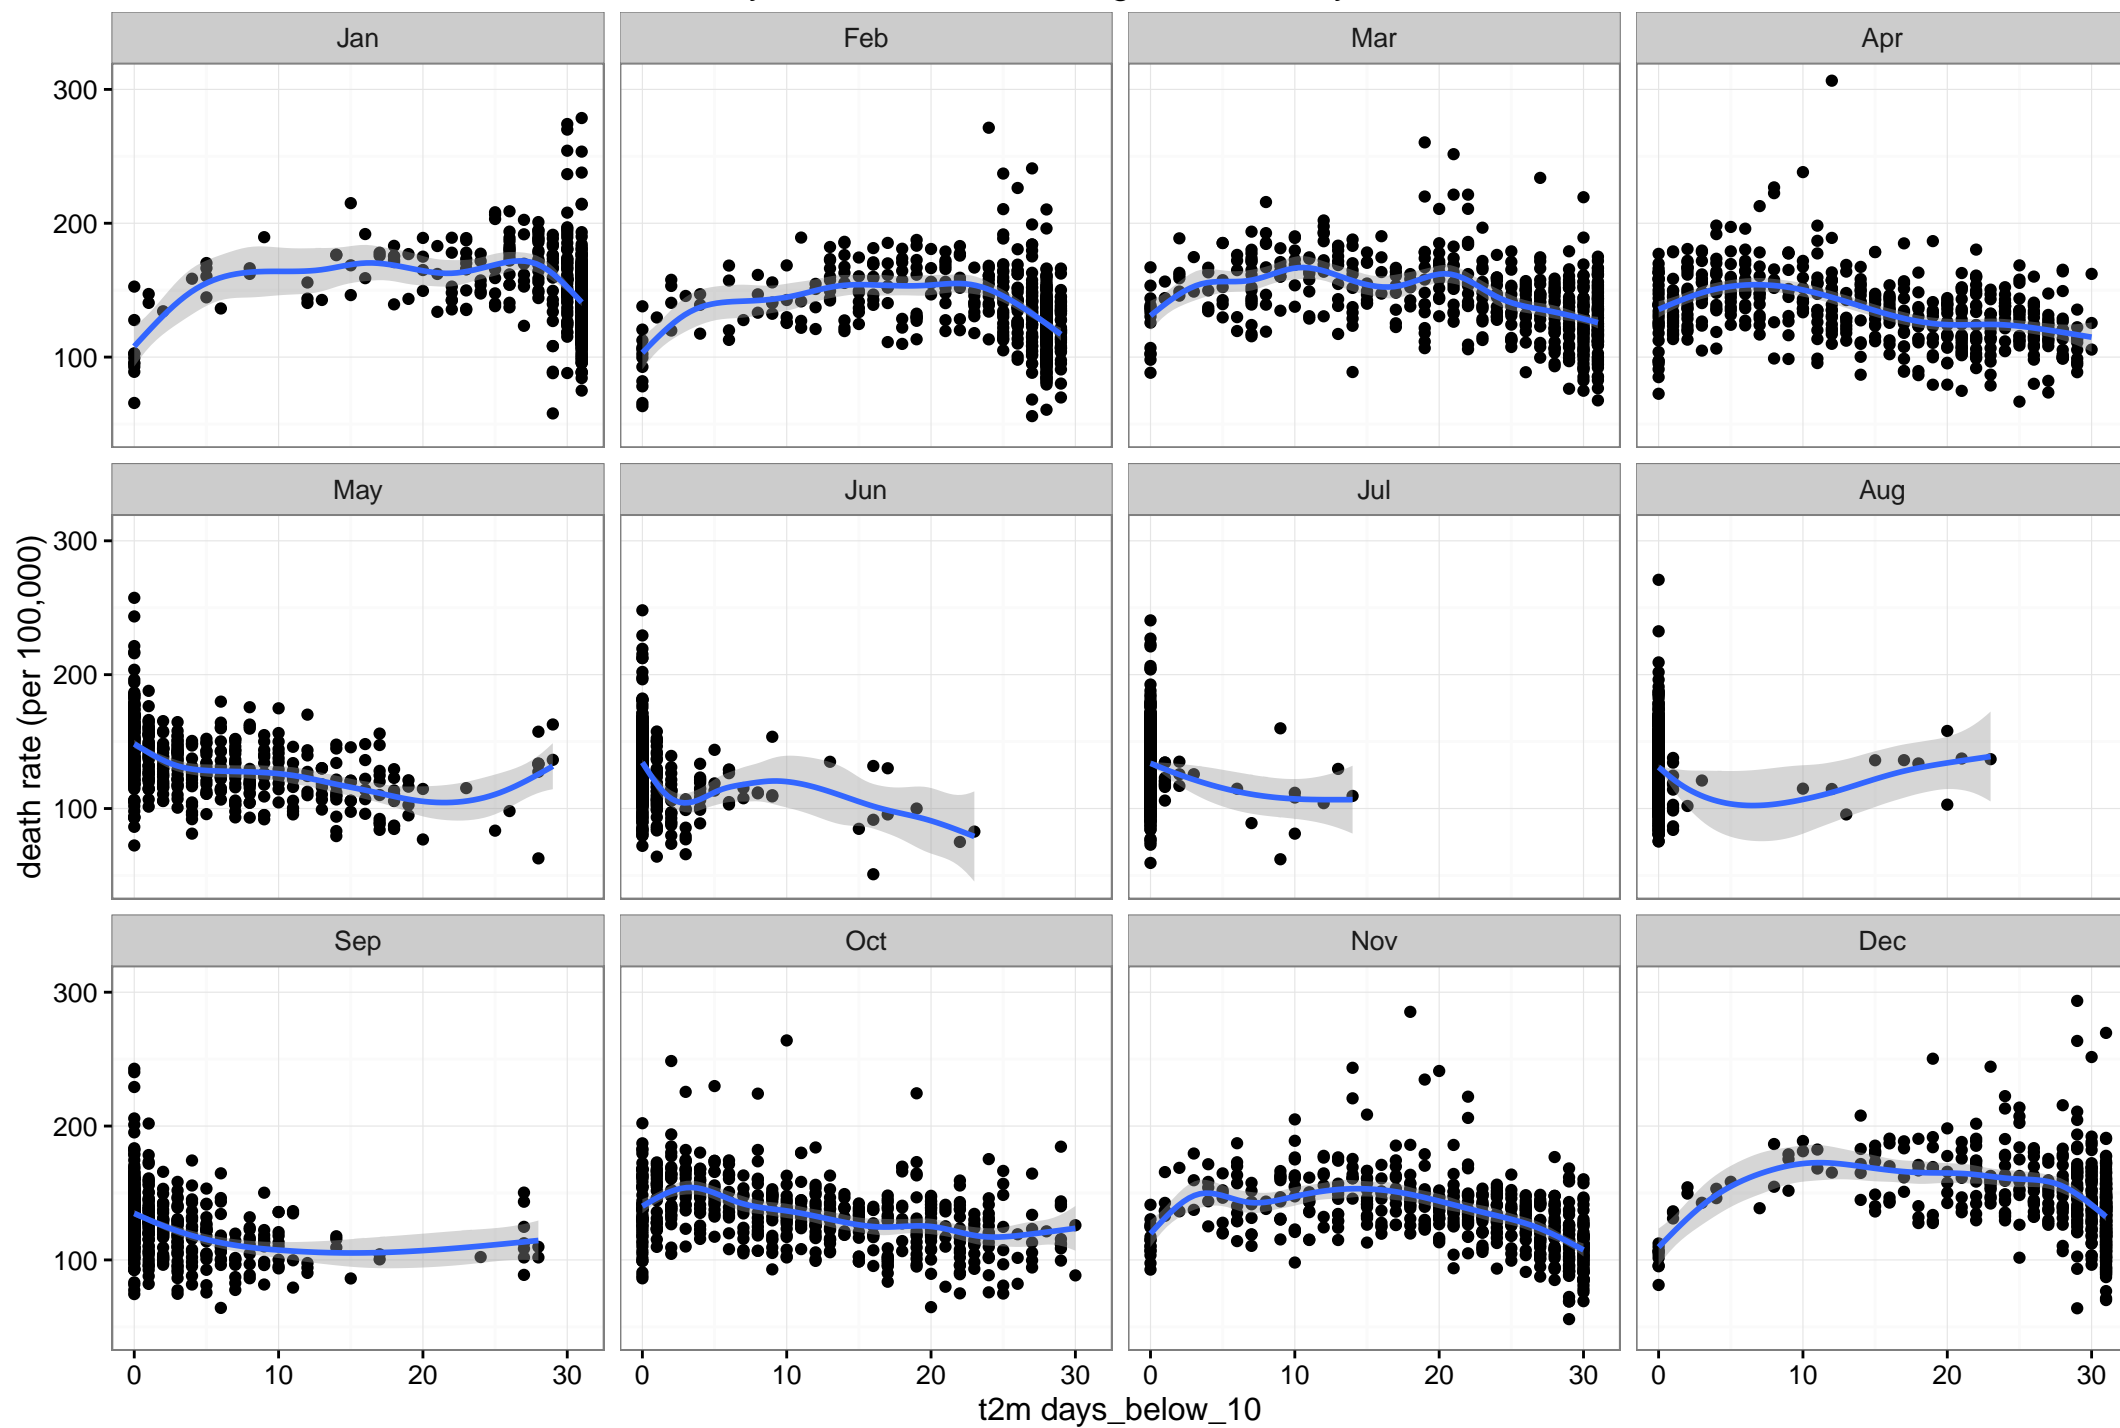 Jan Feb Mar Apr
300
200
100
May Jun Jul Aug
300
200
100
Sep Oct Nov Dec
300
200
100
0 10 20 30 0 10 20 30 0 10 20 30 0 10 20 30
death rate (per 100,000)
t2m days_below_10